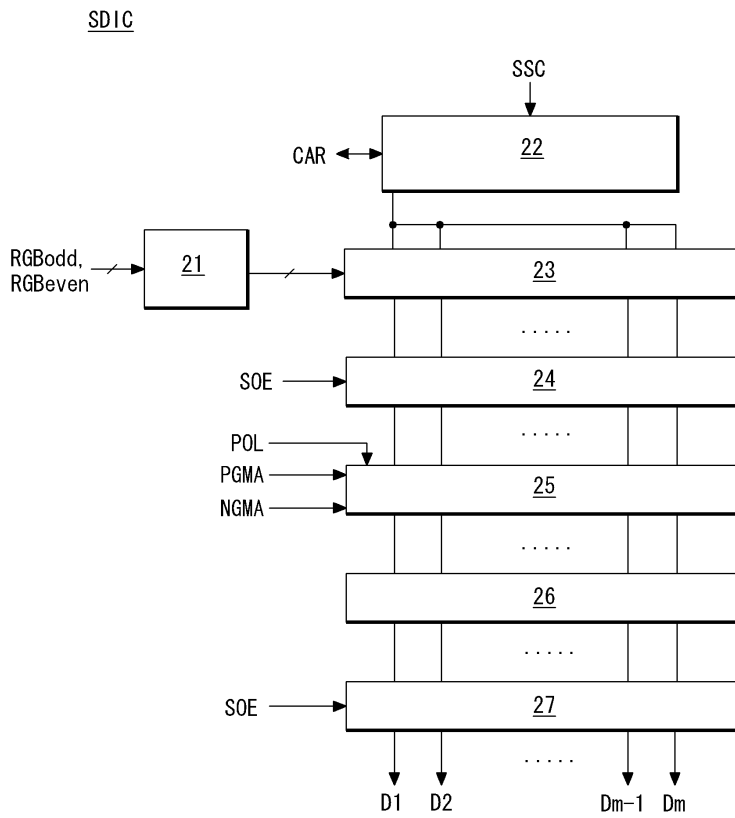 SDIC
SSC
22
CAR
RGBodd,
RGBeven
21
23
.....
SOE
24
.....
POL
PGMA
25
NGMA
.....
26
.....
SOE
27
.....
D1 D2 Dm-1 Dm